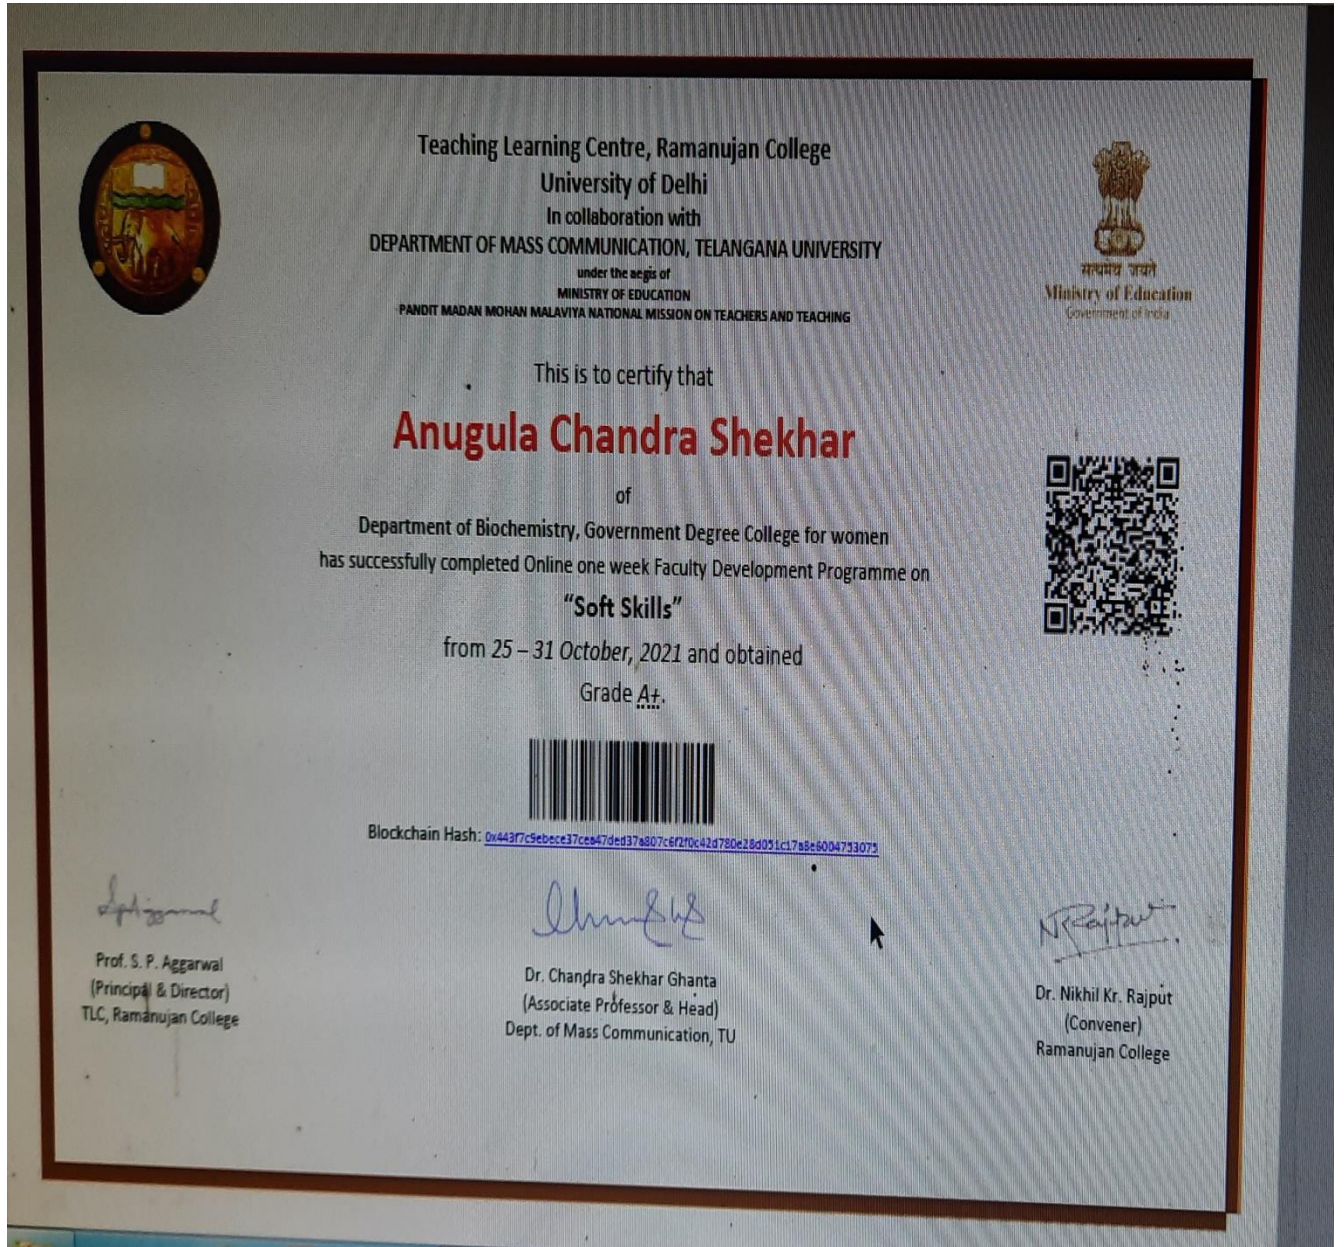 Teaching Learning Centre, Ramanujan College
University of Delhi
In collaboration with
DEPARTMENT OF MASS COMMUNICATION, TELANGANA UNIVERSITY
under the aegis of
MINISTRY OF EDUCATION
PANDIT MADAN MOHAN MALAVIYA NATIONAL MISSION ON TEACHERS AND TEACHING
सत्यमेव जयते
Ministry of Education
Government of India
This is to certify that
Anugula Chandra Shekhar
of
Department of Biochemistry, Government Degree College for women
has successfully completed Online one week Faculty Development Programme on
“Soft Skills”
from 25 – 31 October, 2021 and obtained
Grade A+.
Blockchain Hash:
Prof. S. P. Aggarwal
(Principal & Director)
TLC, Ramanujan College
Dr. Chandra Shekhar Ghanta
(Associate Professor & Head)
Dept. of Mass Communication, TU
Dr. Nikhil Kr. Rajput
(Convener)
Ramanujan College